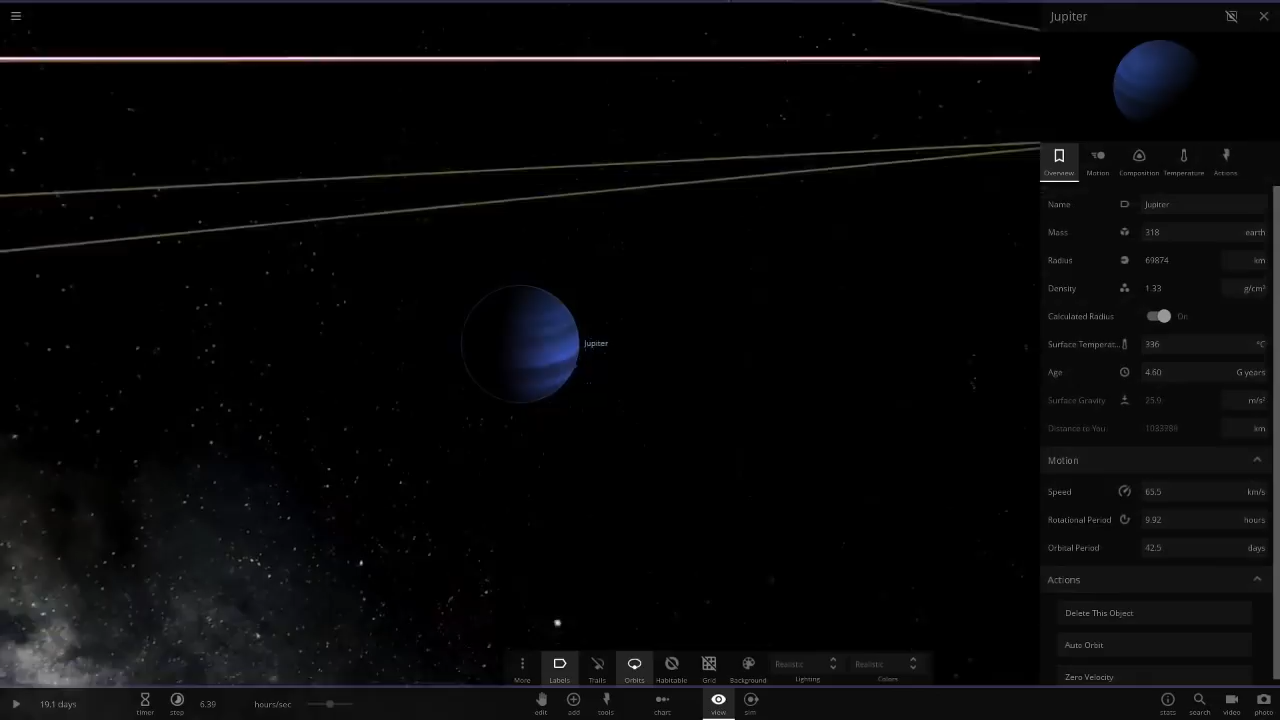 Jupiter
Overview Motion Composition Temperature Actions
Name Jupiter
Mass 318 earth
Radius 69874 km
Density 1.33 g/cm³
Jupiter
Calculated Radius On
Surface Temperat... 336 °C
Age 4.60 G years
Surface Gravity 25.9 m/s²
Distance to You km
Motion
Speed 65.5 km/s
Rotational Period 9.92 hours
Orbital Period 42.5 days
Actions
Delete This Object
Auto Orbit
Zero Velocity
Realistic Realistic
More Labels Trails Orbits Habitable Grid Background Lighting Colors
19.1 days timer step 6.39 hours/sec edit add tools chart view sim stats search video photo